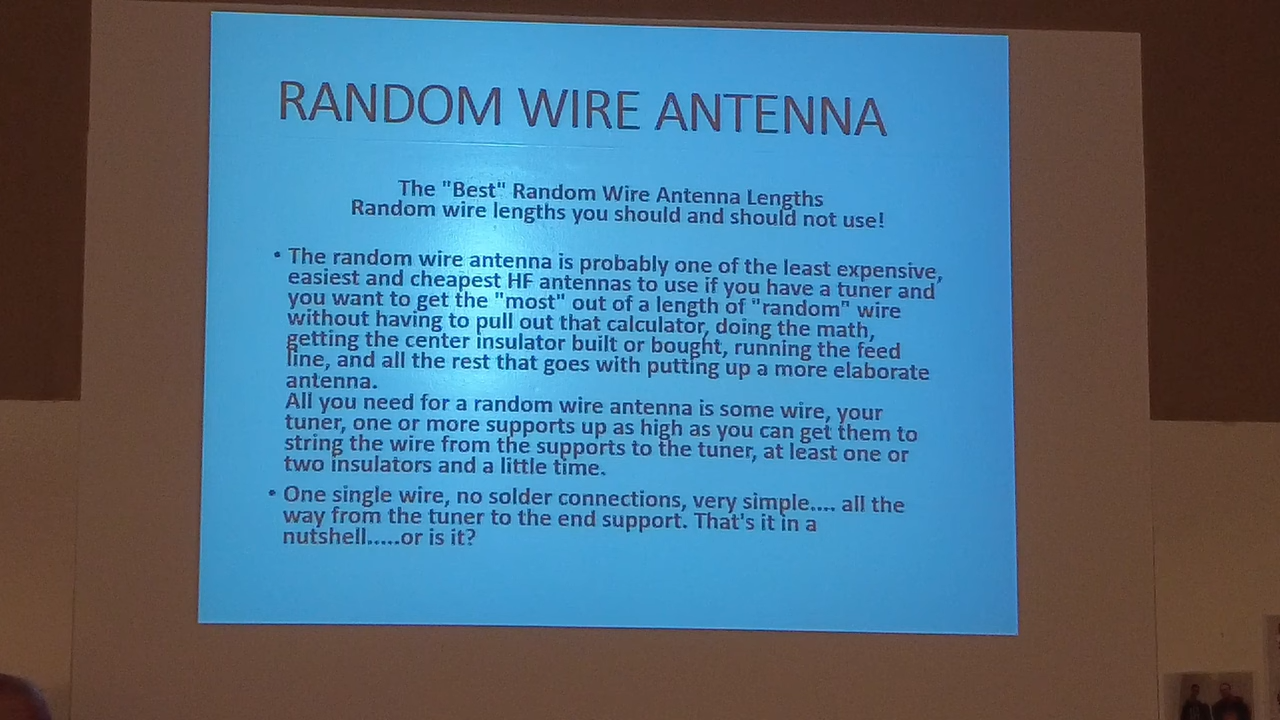 RANDOM WIRE ANTENNA
The "Best" Random Wire Antenna Lengths
Random wire lengths you should and should not use!
• The random wire antenna is probably one of the least expensive,
easiest and cheapest HF antennas to use if you have a tuner and
you want to get the "most" out of a length of "random" wire
without having to pull out that calculator, doing the math,
getting the center insulator built or bought, running the feed
line, and all the rest that goes with putting up a more elaborate
antenna.
All you need for a random wire antenna is some wire, your
tuner, one or more supports up as high as you can get them to
string the wire from the supports to the tuner, at least one or
two insulators and a little time.
• One single wire, no solder connections, very simple.... all the
way from the tuner to the end support. That's it in a
nutshell.....or is it?